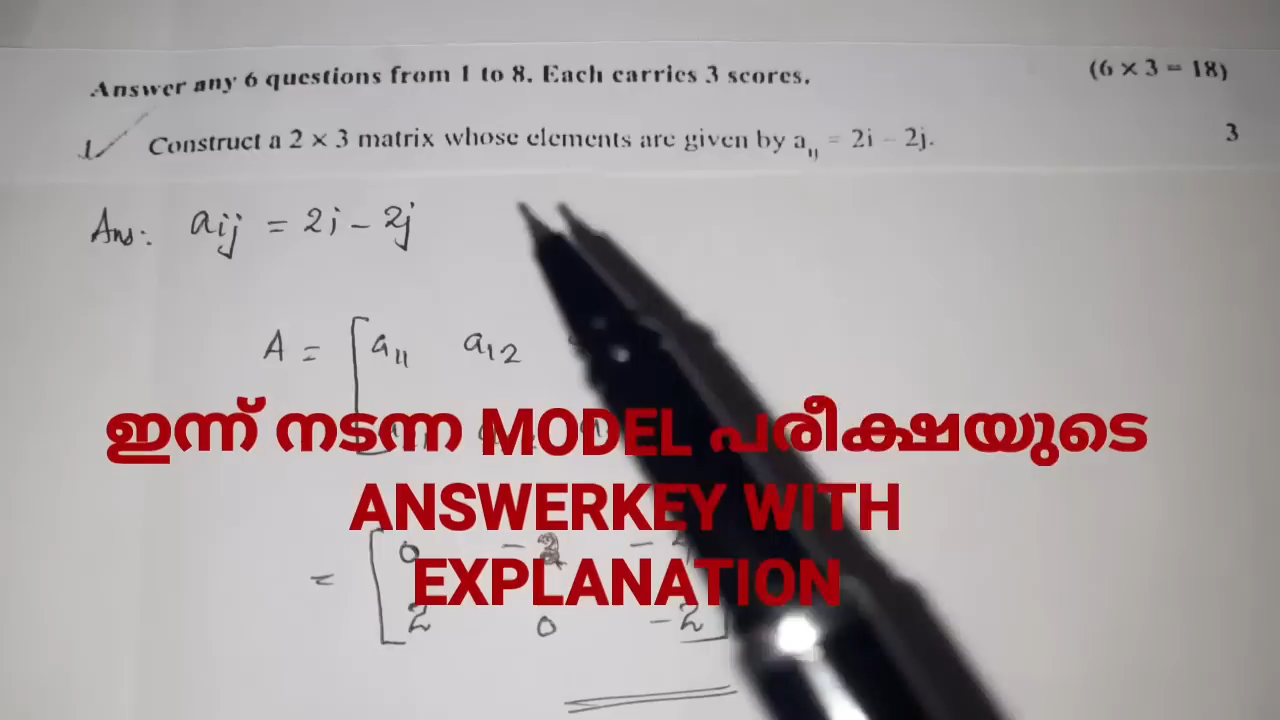 Answer any 6 questions from 1 to 8. Each carries 3 scores. (6 × 3 = 18)
1 Construct a 2 × 3 matrix whose elements are given by aij = 2i – 2j. 3
Ans: aij = 2i – 2j
A = [ a11 a12
ഇന്ന് നടന്ന MODEL പരീക്ഷയുടെ
ANSWERKEY WITH
EXPLANATION
= [ 0 –2
2 0 –2 ]